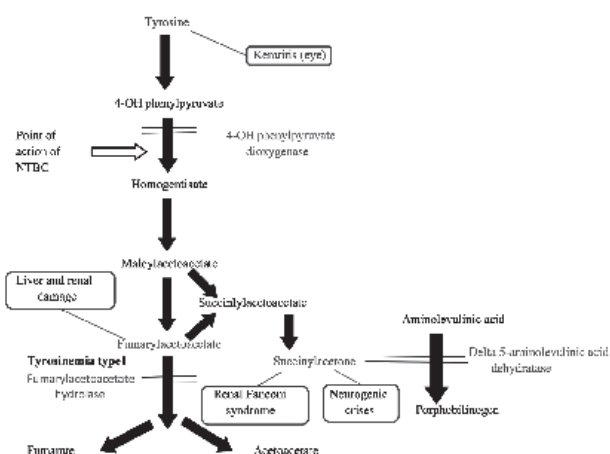 Tyrosine
Keratitis (eye)
4-OH phenylpyruvate
Point of
action of
NTBC
4-OH phenylpyruvate
dioxygenase
Homogentisate
Maleylacetoacetate
Liver and renal
damage
Succinlylacetoacetate
Aminolevulinic acid
Fumarylacetoacetate
Tyrosinemia type1
Fumarylacetoacetate
hydrolase
Succinylacetone
Delta 5-aminolevulinic acid
dehydratase
Renal Fanconi
syndrome
Neurogenic
crises
Porphobilinogen
Fumarate
Acetoacetate